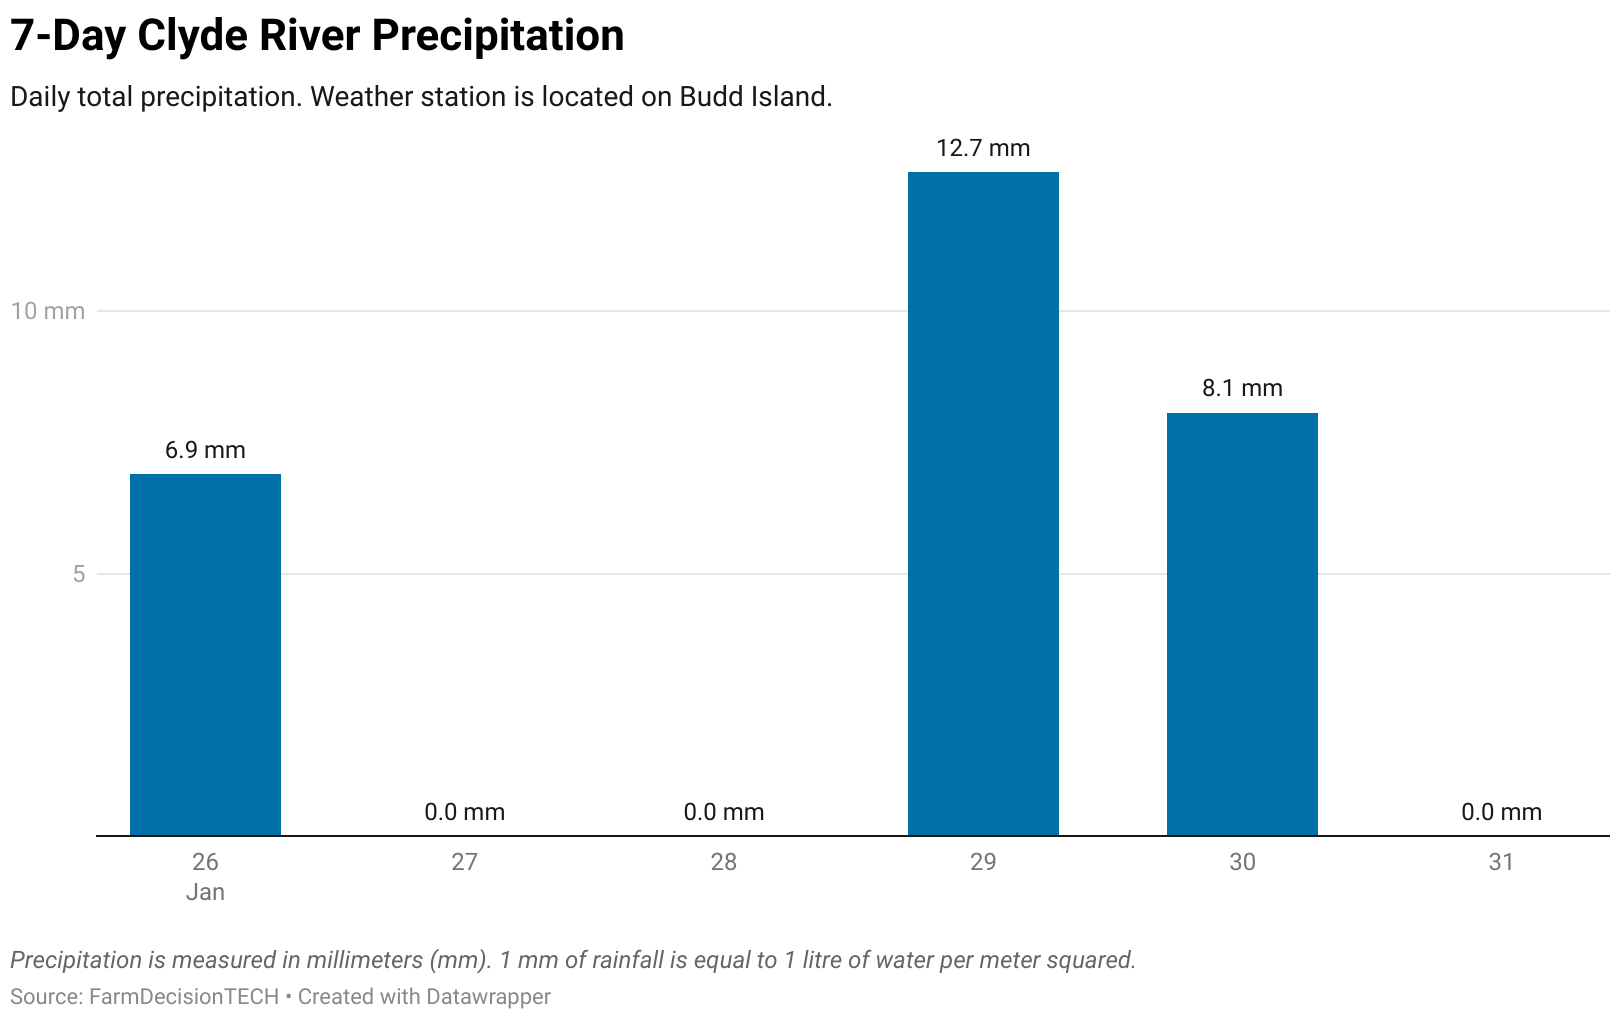 7-Day Clyde River Precipitation
Daily total precipitation. Weather station is located on Budd Island.
12.7 mm
10 mm
8.1 mm
6.9 mm
5
0.0 mm
0.0 mm
0.0 mm
26
27
28
29
30
31
Jan
Precipitation is measured in millimeters (mm). 1 mm of rainfall is equal to 1 litre of water per meter squared.
Source: FarmDecisionTECH • Created with Datawrapper